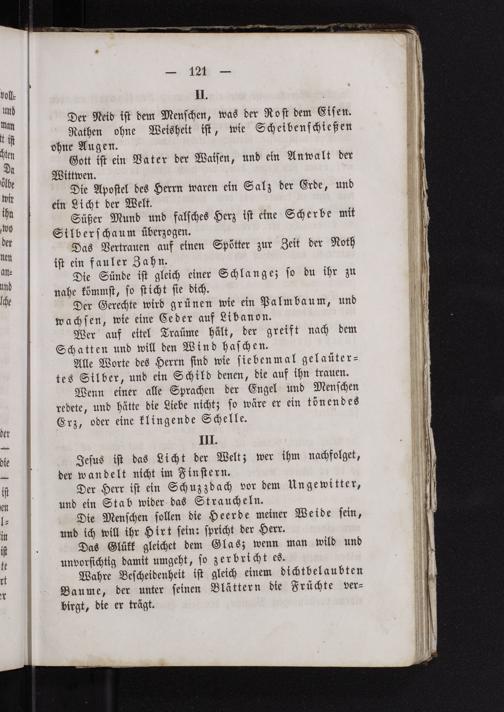 — 121 —
II.
Der Neid ist dem Menschen, was der Rost dem Eisen.
Rathen ohne Weisheit ist, wie Scheibenschießen
ohne Augen.
Gott ist ein Vater der Waisen, und ein Anwalt der
Wittwen.
Die Apostel des Herrn waren ein Salz der Erde, und
ein Licht der Welt.
Süßer Mund und falsches Herz ist eine Scherbe mit
Silberschaum überzogen.
Das Vertrauen auf einen Spötter zur Zeit der Noth
ist ein fauler Zahn.
Die Sünde ist gleich einer Schlange; so du ihr zu
nahe kömmst, so sticht sie dich.
Der Gerechte wird grünen wie ein Palmbaum, und
wachsen, wie eine Ceder auf Libanon.
Wer auf eitel Traüme hält, der greift nach dem
Schatten und will den Wind haschen.
Alle Worte des Herrn sind wie siebenmal gelaüter-
tes Silber, und ein Schild denen, die auf ihn trauen.
Wenn einer alle Sprachen der Engel und Menschen
redete, und hätte die Liebe nicht; so wäre er ein tönendes
Erz, oder eine klingende Schelle.
III.
Jesus ist das Licht der Welt; wer ihm nachfolget,
der wandelt nicht im Finstern.
Der Herr ist ein Schuzzdach vor dem Ungewitter,
und ein Stab wider das Straucheln.
Die Menschen sollen die Heerde meiner Weide sein,
und ich will ihr Hirt sein: spricht der Herr.
Das Glükk gleichet dem Glas; wenn man wild und
unvorsichtig damit umgeht, so zerbricht es.
Wahre Bescheidenheit ist gleich einem dichtbelaubten
Baume, der unter seinen Blättern die Früchte ver-
birgt, die er trägt.